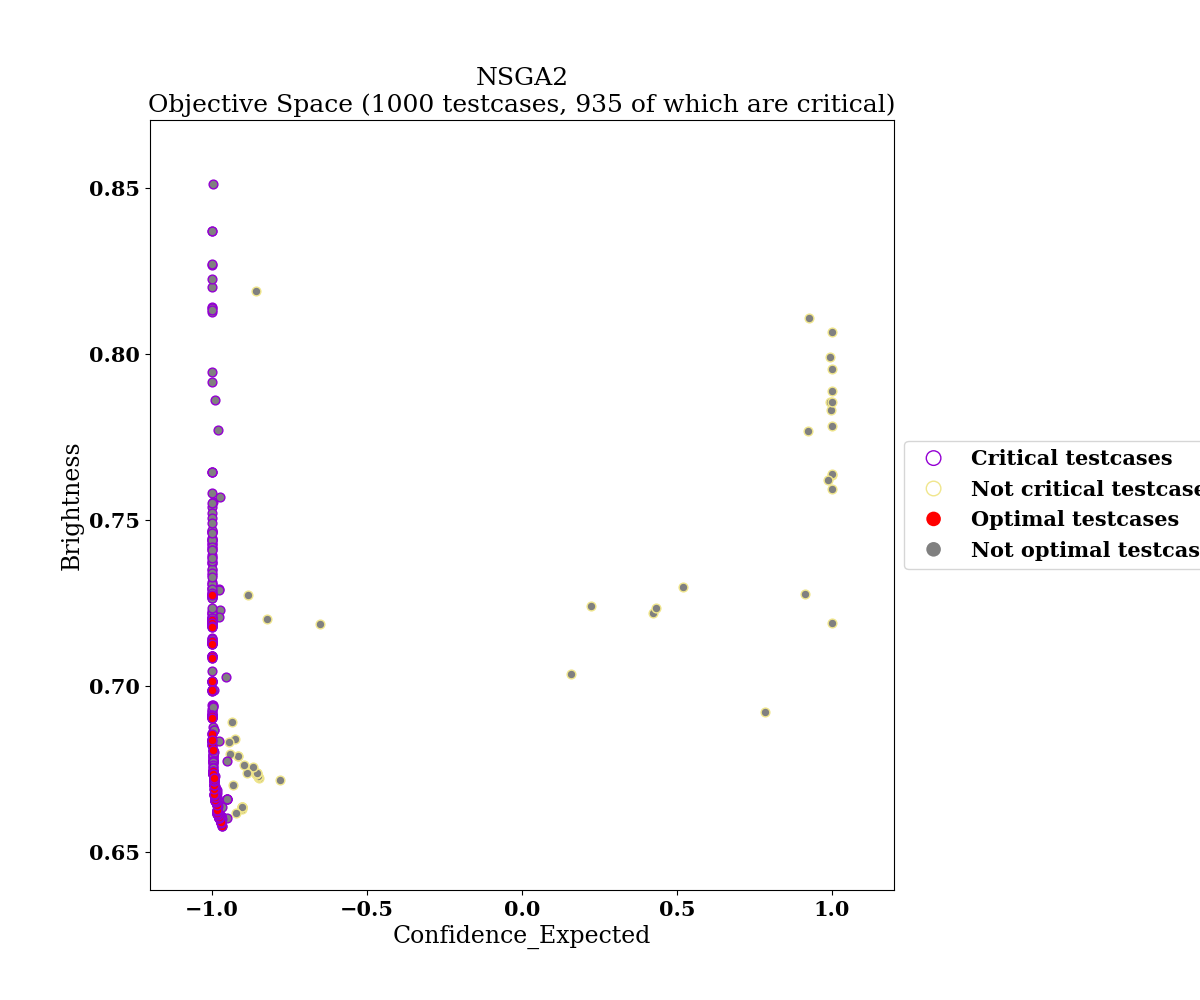 NSGA2
Objective Space (1000 testcases, 935 of which are critical)
0.85
0.80
0.75
0.70
0.65
Brightness
−1.0
−0.5
0.0
0.5
1.0
Confidence_Expected
Critical testcases
Not critical testcase
Optimal testcases
Not optimal testcas